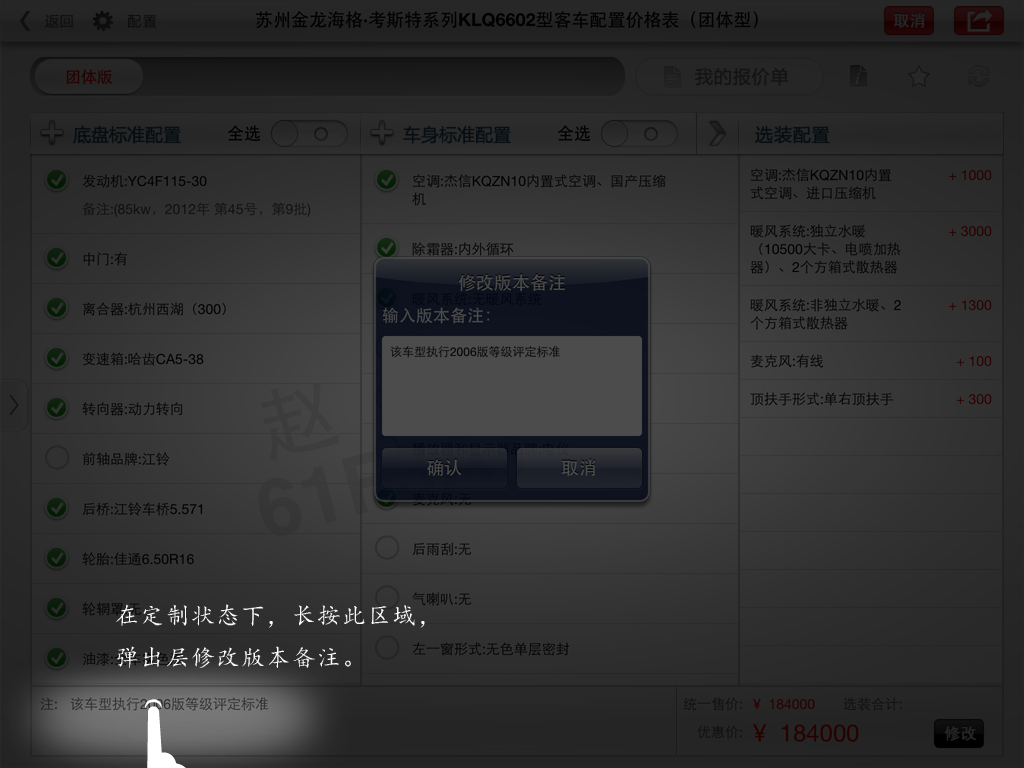 返回 配置 苏州金龙海格·考斯特系列KLQ6602型客车配置价格表（团体型） 取消
团体版 我的报价单
底盘标准配置 全选 车身标准配置 全选 选装配置
发动机:YC4F115-30
备注:(85kw，2012年 第45号，第9批)
中门:有
离合器:杭州西湖（300）
变速箱:哈齿CA5-38
转向器:动力转向
前轴品牌:江铃
后桥:江铃车桥5.571
轮胎:佳通6.50R16
轮辋罩:无
油漆:
空调:杰信KQZN10内置式空调、国产压缩
机
除霜器:内外循环
暖风系统:无暖风系统
麦克风:无
后雨刮:无
气喇叭:无
左一窗形式:无色单层密封
空调:杰信KQZN10内置 + 1000
式空调、进口压缩机
暖风系统:独立水暖 + 3000
（10500大卡、电喷加热
器）、2个方箱式散热器
暖风系统:非独立水暖、2 + 1300
个方箱式散热器
麦克风:有线 + 100
顶扶手形式:单右顶扶手 + 300
修改版本备注
输入版本备注:
该车型执行2006版等级评定标准
确认 取消
赵
61F
在定制状态下，长按此区域，
弹出层修改版本备注。
注: 该车型执行2006版等级评定标准
统一售价: ¥ 184000 选装合计:
优惠价: ¥ 184000 修改